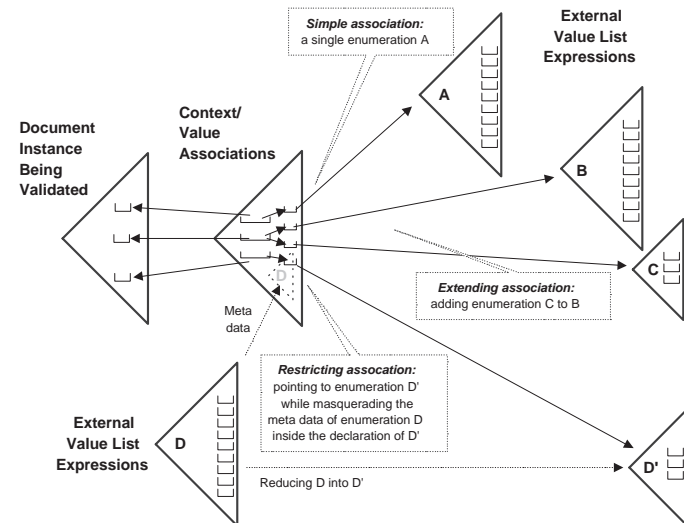 Simple association:
a single enumeration A
External
Value List
Expressions
A
Context/
Value
Associations
Document
Instance
Being
Validated
B
C
D
Extending association:
adding enumeration C to B
Meta
data
Restricting assocation:
pointing to enumeration D'
while masquerading the
meta data of enumeration D
inside the declaration of D'
External
Value List
Expressions
D
D'
Reducing D into D'